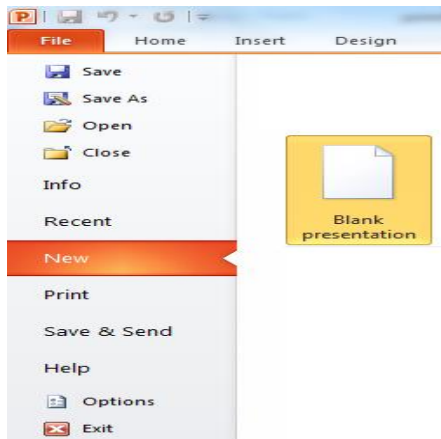 P
File Home Insert Design
Save
Save As
Open
Close
Info
Recent
New
Print
Save & Send
Help
Options
Exit
Blank
presentation